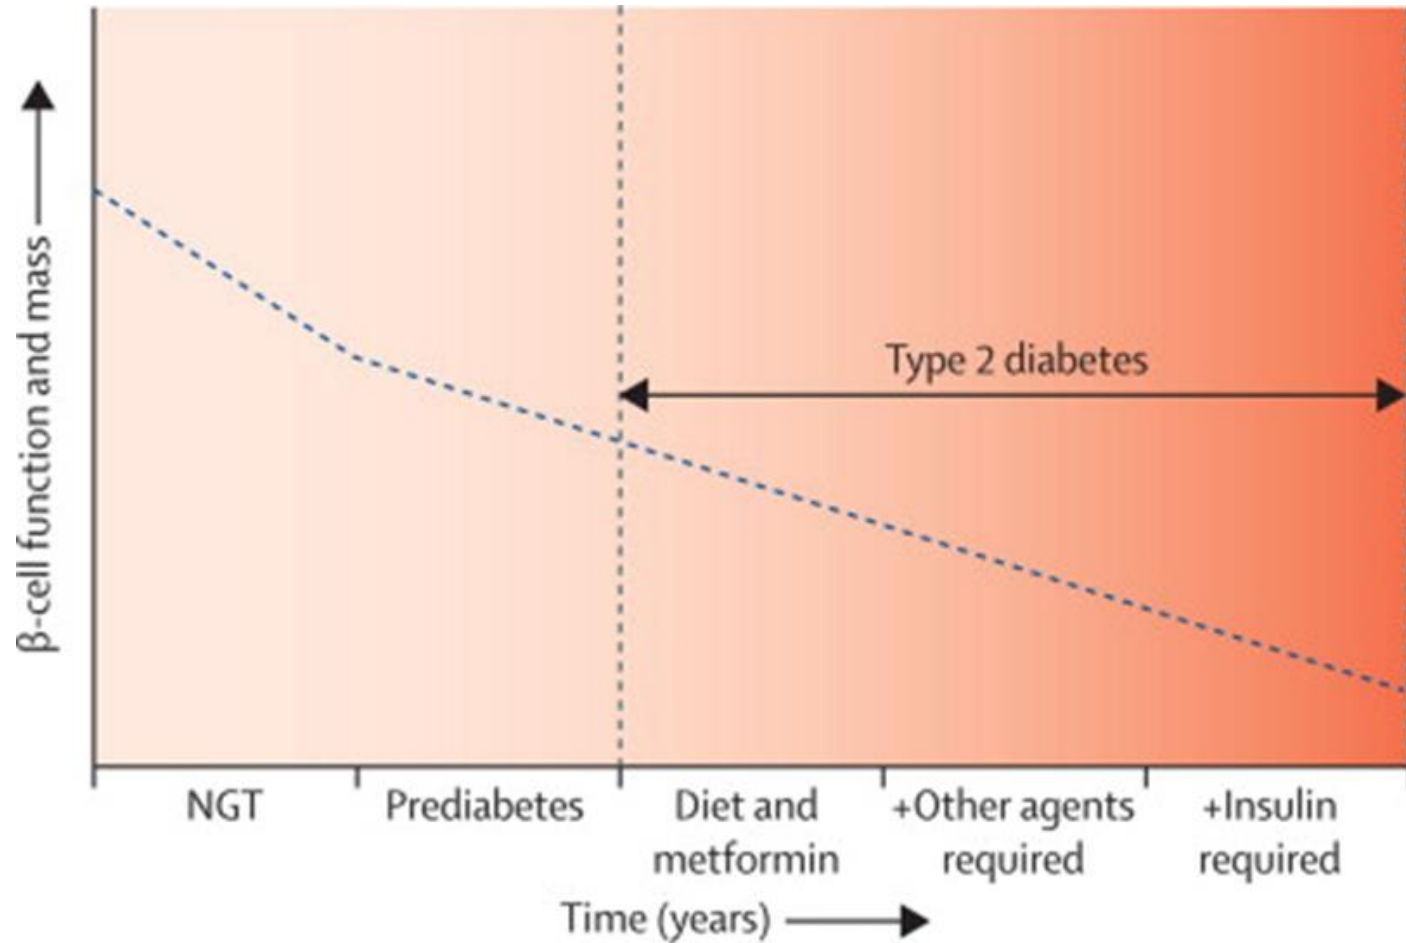 β-cell function and mass
Type 2 diabetes
NGT
Prediabetes
Diet and
metformin
+Other agents
required
+Insulin
required
Time (years)